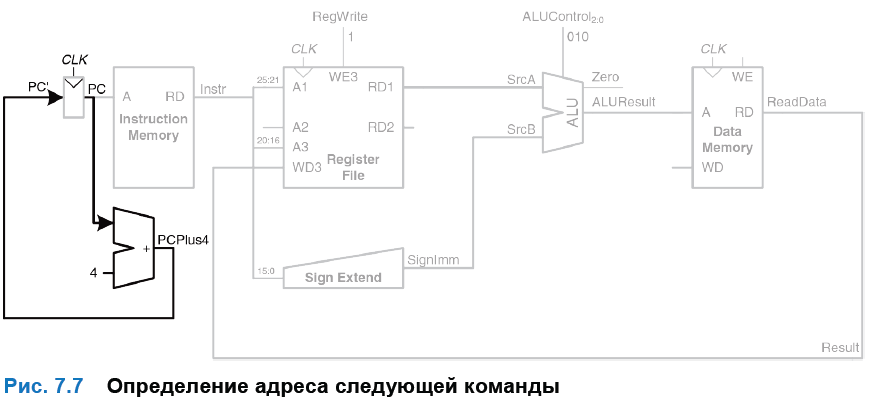 RegWrite
ALUControl2:0
1
010
CLK
CLK
CLK
PC'
PC
A
RD
Instr
Instruction
Memory
25:21
A1
WE3
RD1
A2
RD2
20:16
A3
WD3
Register
File
SrcA
SrcB
ALU
Zero
ALUResult
WE
A
RD
Data
Memory
WD
ReadData
PCPlus4
+
4
15:0
Sign Extend
SignImm
Result
Рис. 7.7 Определение адреса следующей команды